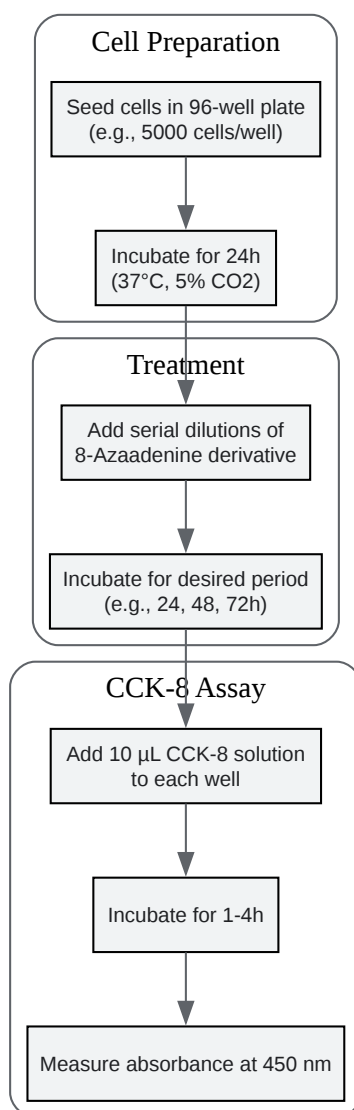 Cell Preparation
Seed cells in 96-well plate
(e.g., 5000 cells/well)
Incubate for 24h
(37°C, 5% CO2)
Treatment
Add serial dilutions of
8-Azaadenine derivative
Incubate for desired period
(e.g., 24, 48, 72h)
CCK-8 Assay
Add 10 µL CCK-8 solution
to each well
Incubate for 1-4h
Measure absorbance at 450 nm